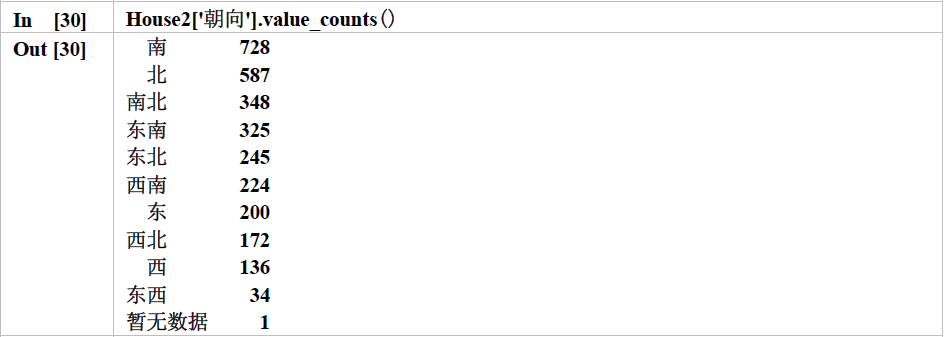 In [30] House2['朝向'].value_counts()
Out [30] 南 728
北 587
南北 348
东南 325
东北 245
西南 224
东 200
西北 172
西 136
东西 34
暂无数据 1